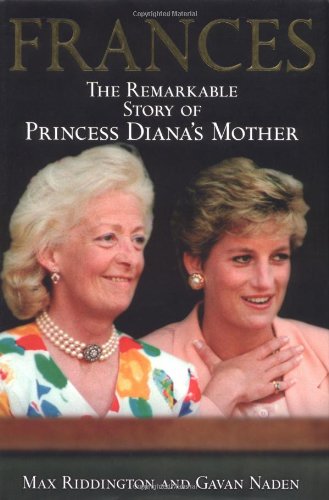 FRANCES
THE REMARKABLE
STORY OF
PRINCESS DIANA'S MOTHER
MAX RIDDINGTON AND GAVAN NADEN